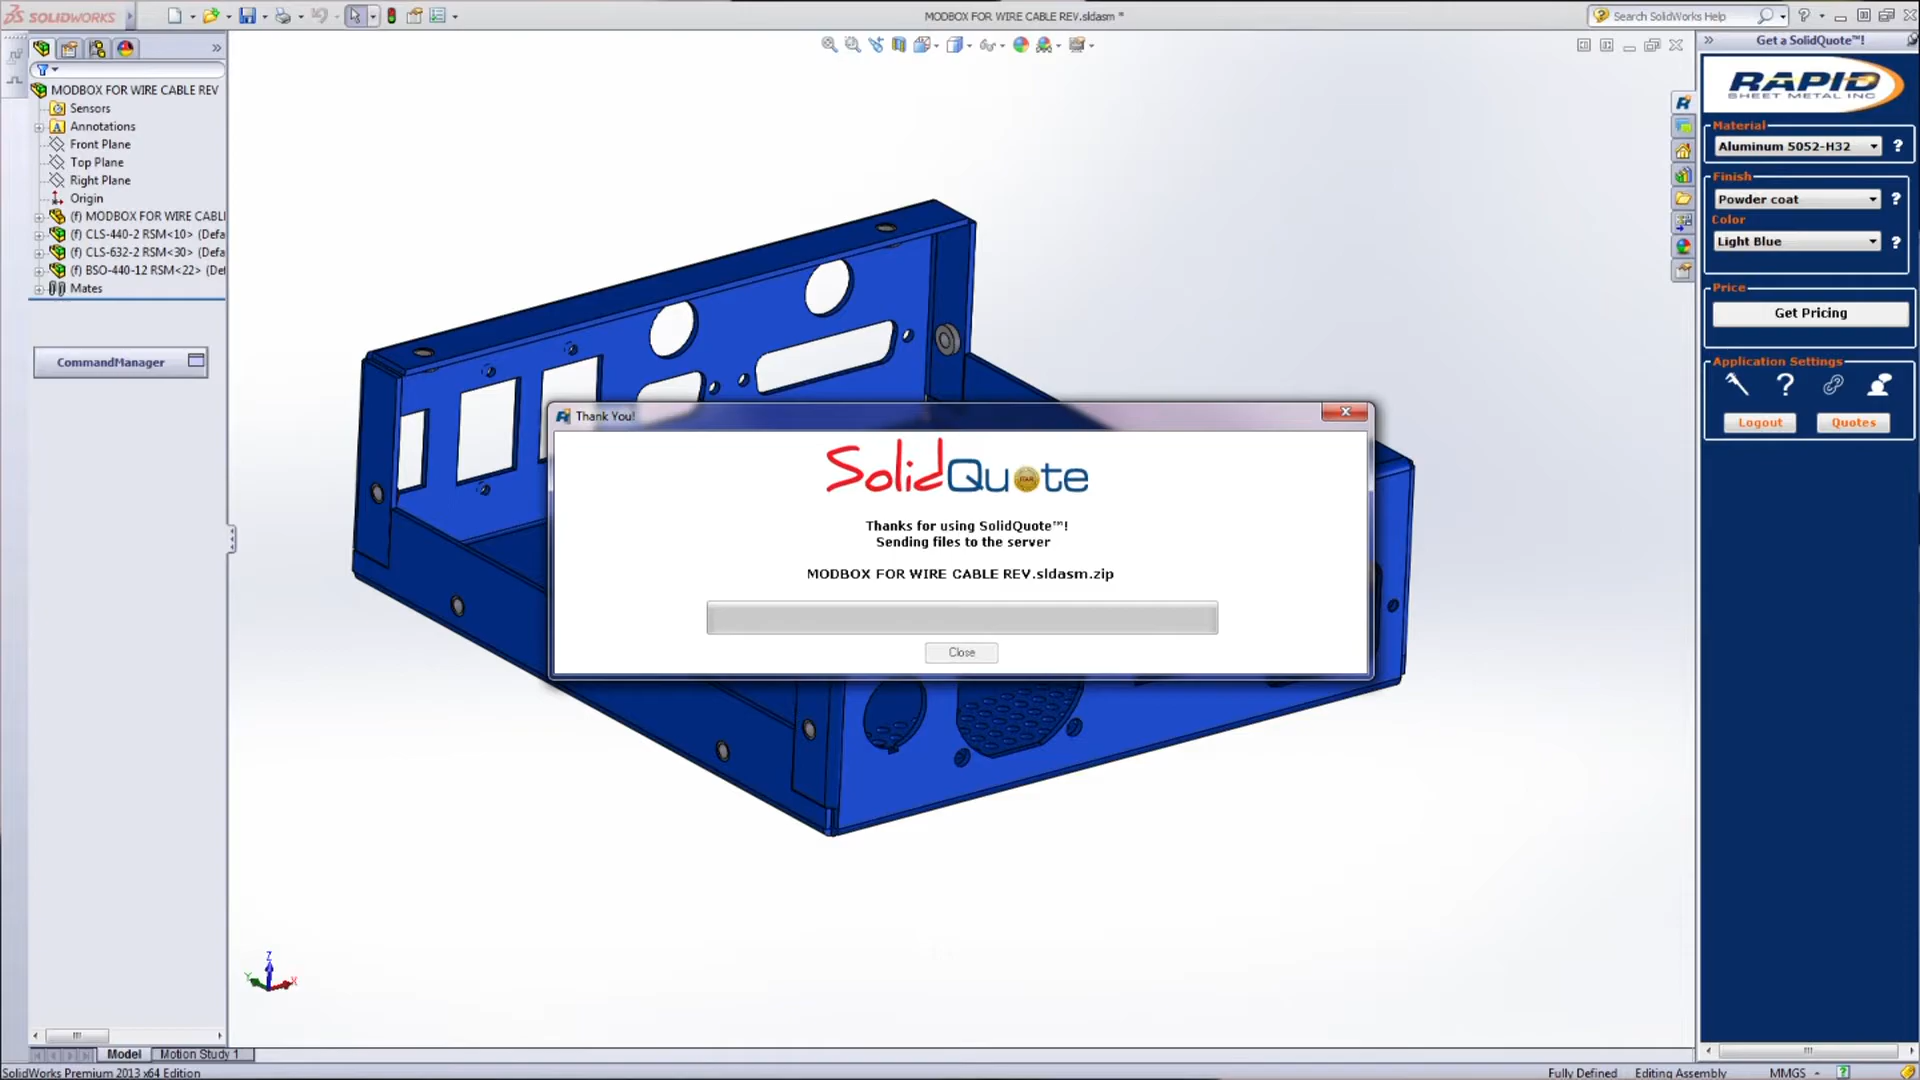 SOLIDWORKS
MODBOX FOR WIRE CABLE REV.sldasm *
Search SolidWorks Help
Get a SolidQuote™!
MODBOX FOR WIRE CABLE REV
Sensors
Annotations
Front Plane
Top Plane
Right Plane
Origin
(f) MODBOX FOR WIRE CABL
(f) CLS-440-2 RSM<10> (Defa
(f) CLS-632-2 RSM<30> (Defa
(f) BSO-440-12 RSM<22> (De
Mates
CommandManager
Thank You!
SolidQuote
Thanks for using SolidQuote™!
Sending files to the server
MODBOX FOR WIRE CABLE REV.sldasm.zip
Close
RAPID
SHEET METAL INC
Material
Aluminum 5052-H32
Finish
Powder coat
Color
Light Blue
Price
Get Pricing
Application Settings
Logout
Quotes
Z
Y
X
Model
Motion Study 1
SolidWorks Premium 2013 x64 Edition
Fully Defined
Editing Assembly
MMGS